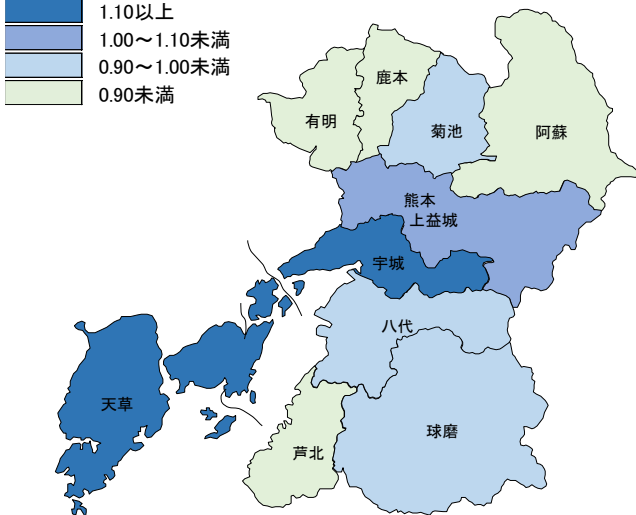 1.10以上
1.00～1.10未満
0.90～1.00未満
0.90未満
鹿本
有明
菊池
阿蘇
熊本
上益城
宇城
八代
天草
球磨
芦北